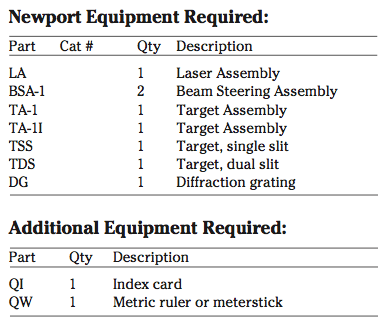 Newport Equipment Required:
Part Cat # Qty Description
LA 1 Laser Assembly
BSA-1 2 Beam Steering Assembly
TA-1 1 Target Assembly
TA-1I 1 Target Assembly
TSS 1 Target, single slit
TDS 1 Target, dual slit
DG 1 Diffraction grating
Additional Equipment Required:
Part Qty Description
QI 1 Index card
QW 1 Metric ruler or meterstick